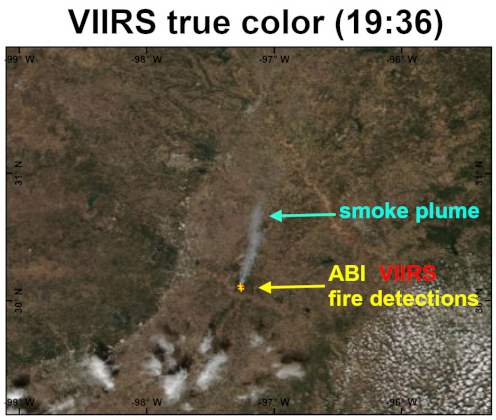 VIIRS true color (19:36)
-99° W -98° W -97° W -96° W
31° N
smoke plume
ABI VIIRS
fire detections
30° N
-99° W -98° W -97° W -96° W